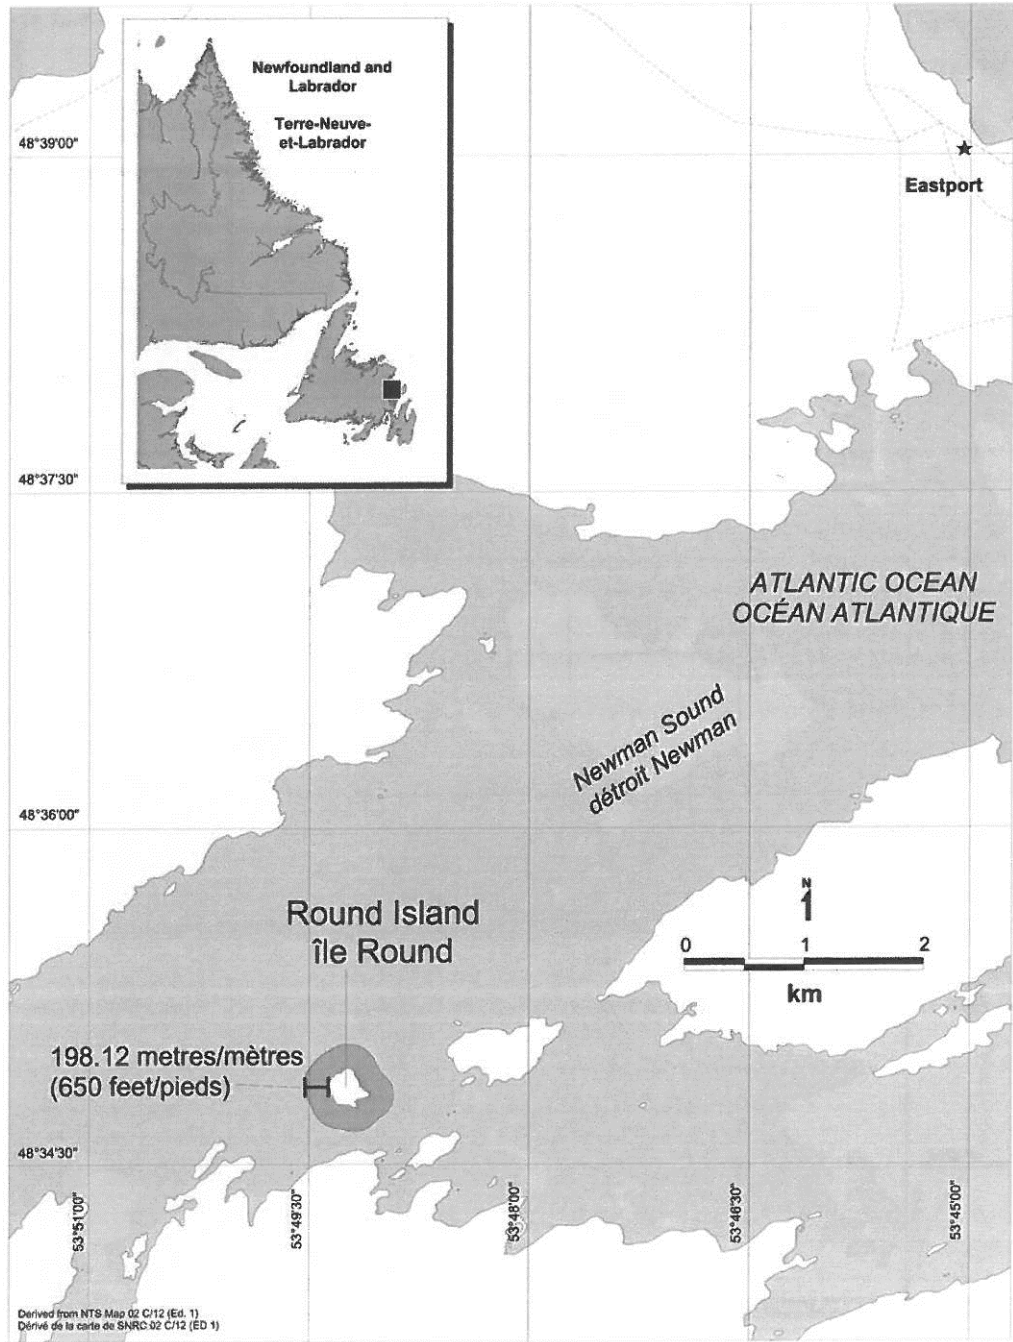 Newfoundland and
Labrador
Terre-Neuve-
et-Labrador
48°39'00"
Eastport
48°37'30"
ATLANTIC OCEAN
OCÉAN ATLANTIQUE
Newman Sound
détroit Newman
48°36'00"
Round Island
île Round
N
0 1 2
km
198.12 metres/mètres
(650 feet/pieds)
48°34'30"
53°51'00"
53°49'30"
53°48'00"
53°46'30"
53°45'00"
Derived from NTS Map 02 C/12 (Ed. 1)
Dérivé de la carte de SNRC 02 C/12 (ED 1)